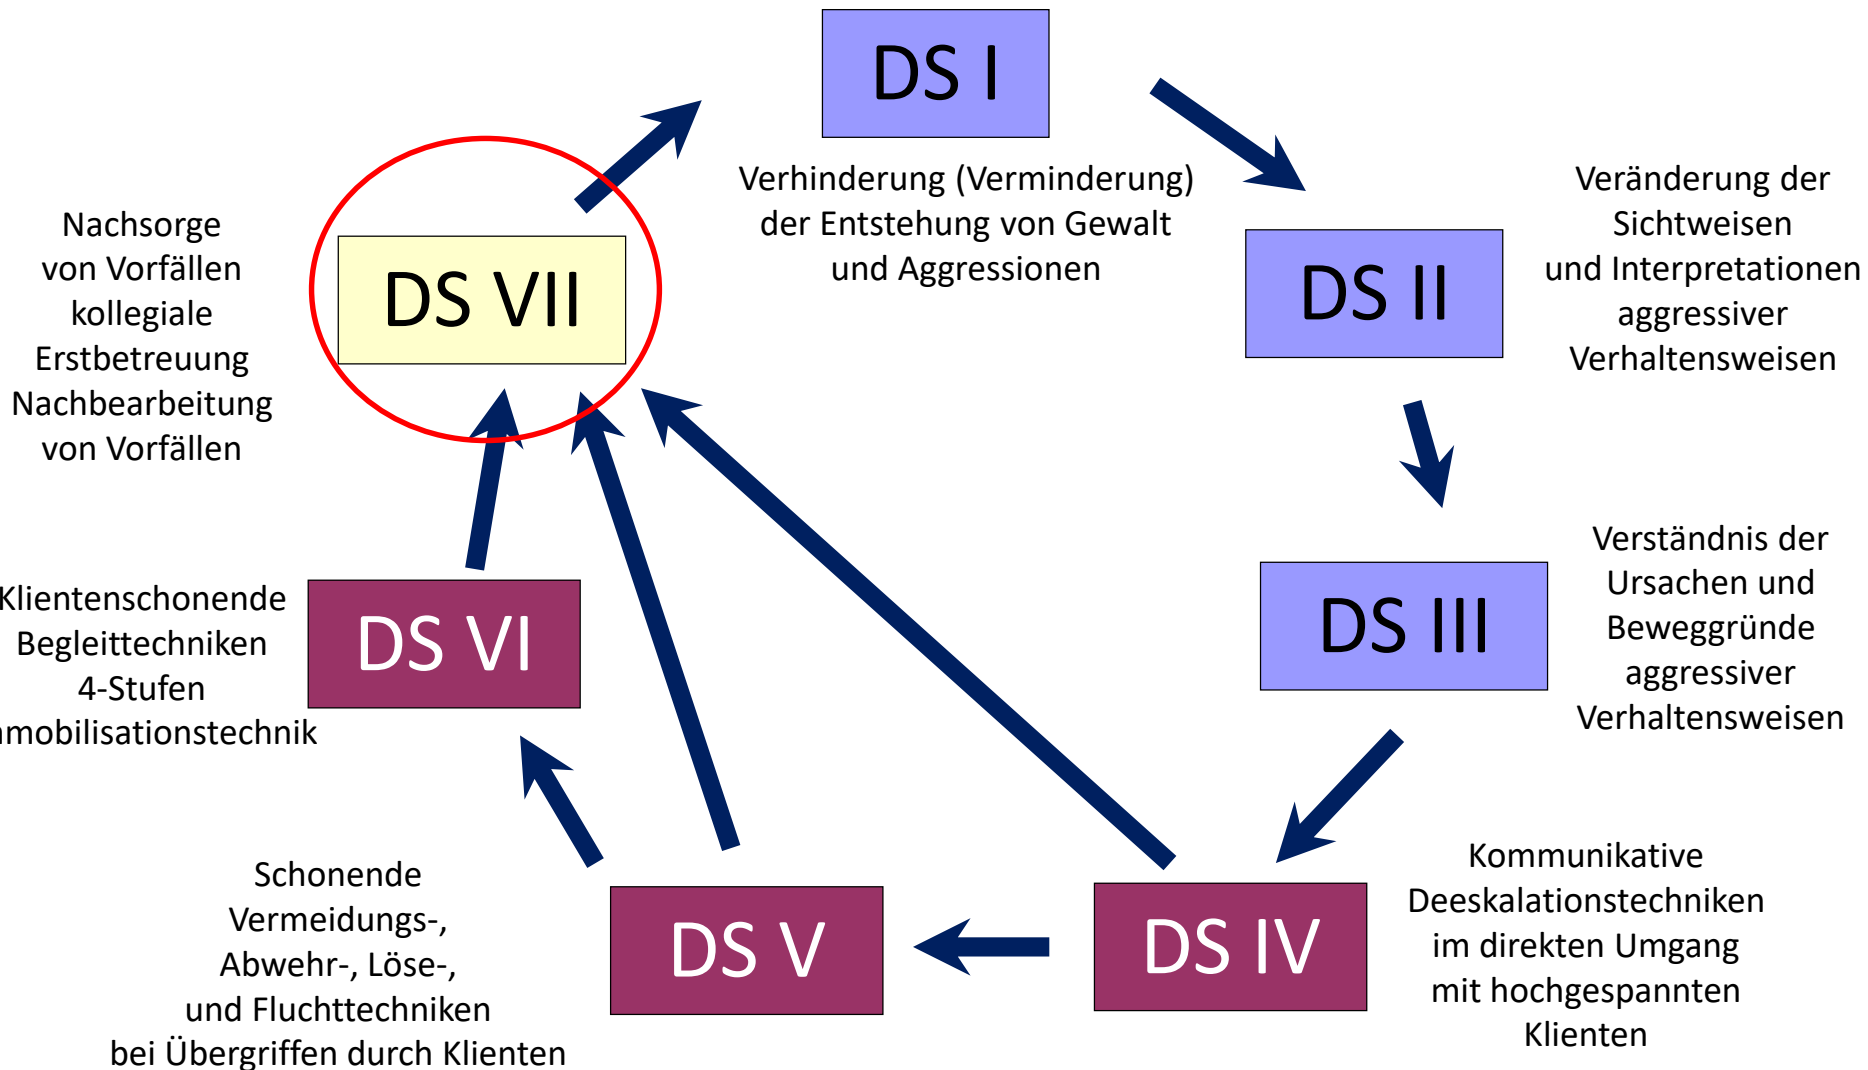 DS I
Verhinderung (Verminderung)
der Entstehung von Gewalt
und Aggressionen
DS II
Veränderung der
Sichtweisen
und Interpretationen
aggressiver
Verhaltensweisen
DS III
Verständnis der
Ursachen und
Beweggründe
aggressiver
Verhaltensweisen
DS IV
Kommunikative
Deeskalationstechniken
im direkten Umgang
mit hochgespannten
Klienten
DS V
Schonende
Vermeidungs-,
Abwehr-, Löse-,
und Fluchttechniken
bei Übergriffen durch Klienten
DS VI
Klientenschonende
Begleittechniken
4-Stufen
mmobilisationstechnik
DS VII
Nachsorge
von Vorfällen
kollegiale
Erstbetreuung
Nachbearbeitung
von Vorfällen